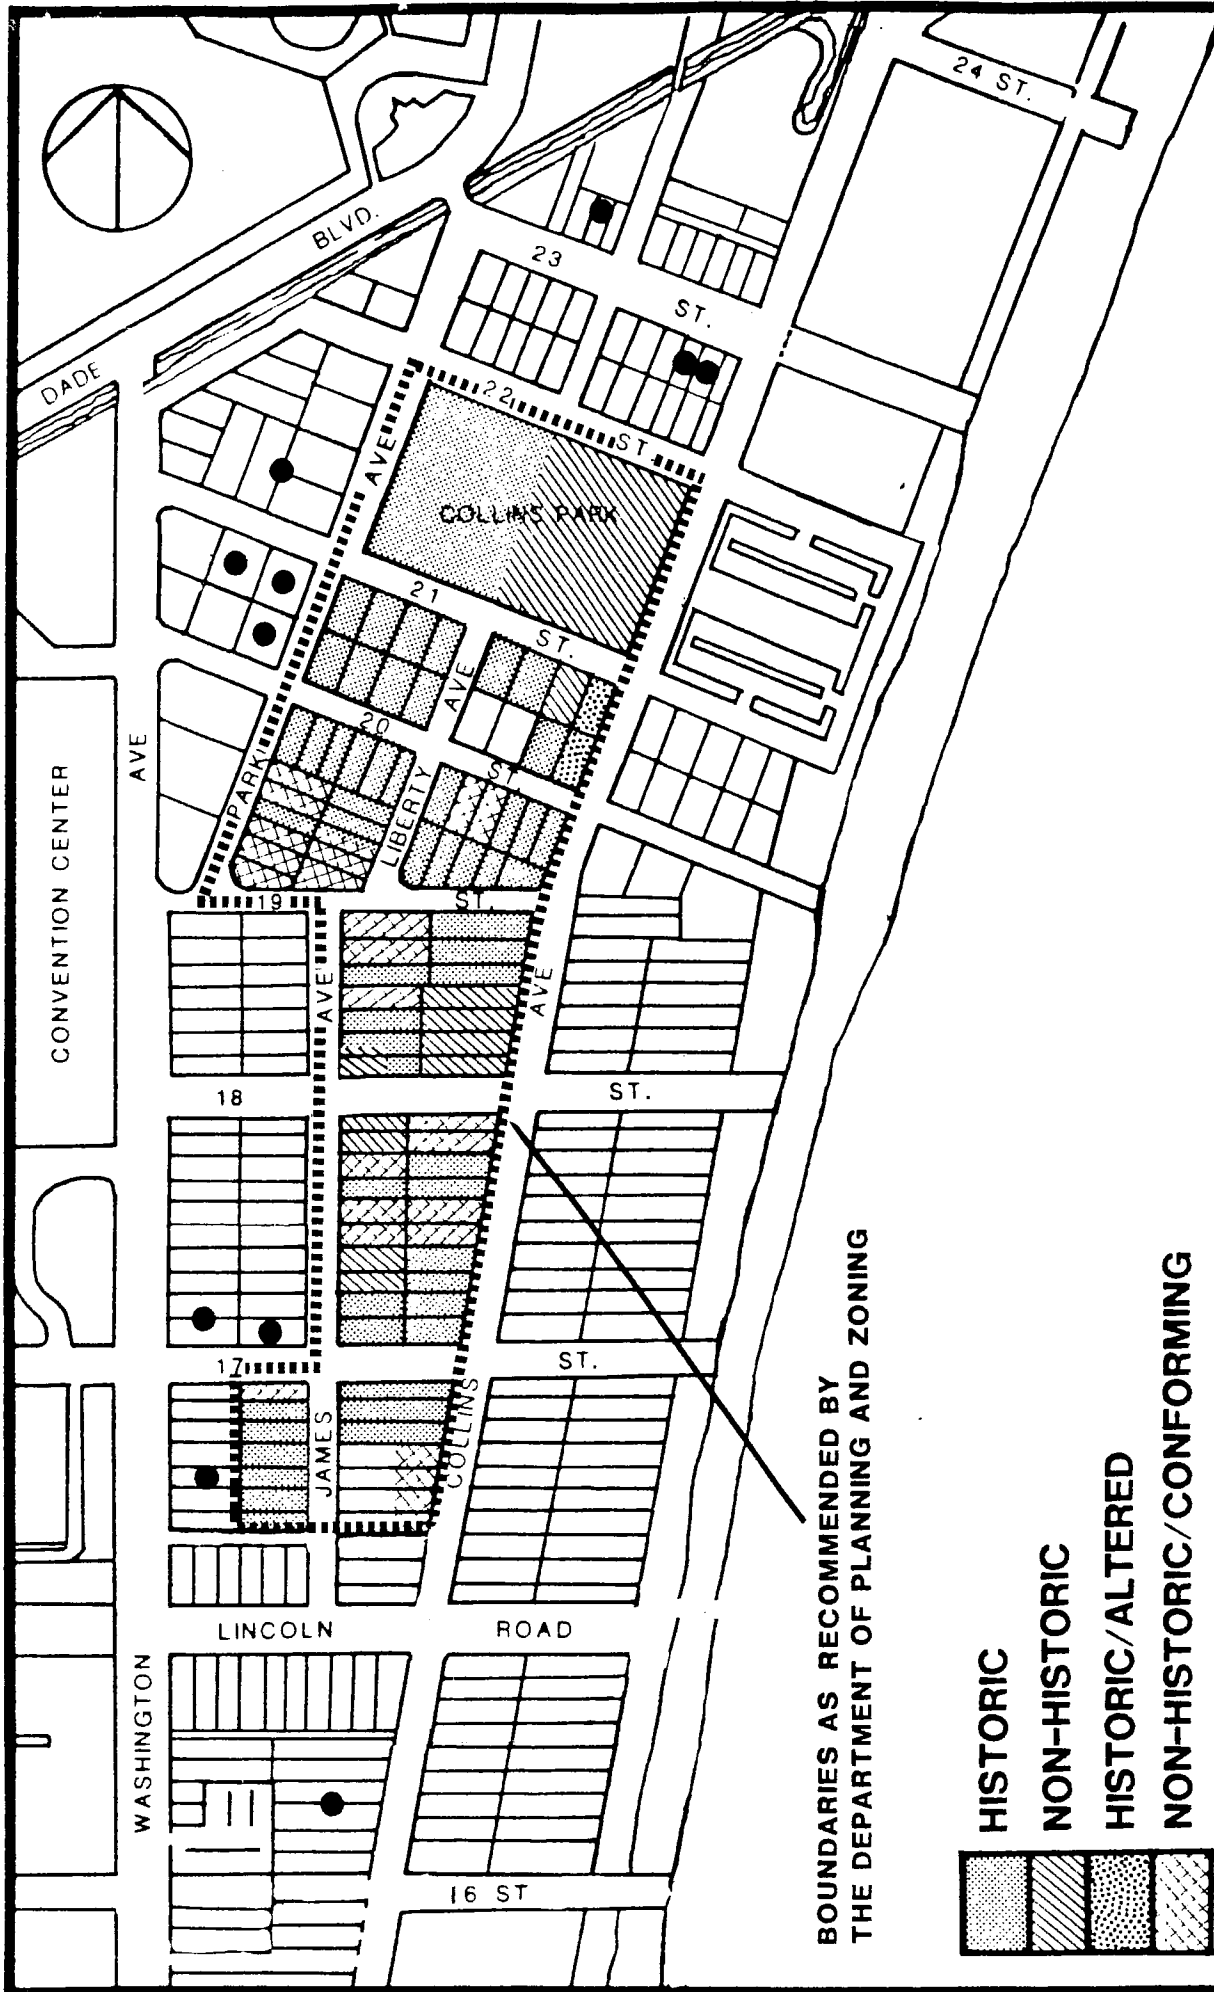 24 ST.
BLVD.
DADE
23
ST.
22
ST.
AVE
COLLINS PARK
21
ST.
AVE
20
ST.
PARK
LIBERTY
AVE
CONVENTION CENTER
19
ST.
AVE
AVE
18
ST.
17
ST.
JAMES
COLLINS
LINCOLN
ROAD
WASHINGTON
16 ST
BOUNDARIES AS RECOMMENDED BY
THE DEPARTMENT OF PLANNING AND ZONING
HISTORIC
NON-HISTORIC
HISTORIC/ALTERED
NON-HISTORIC/CONFORMING